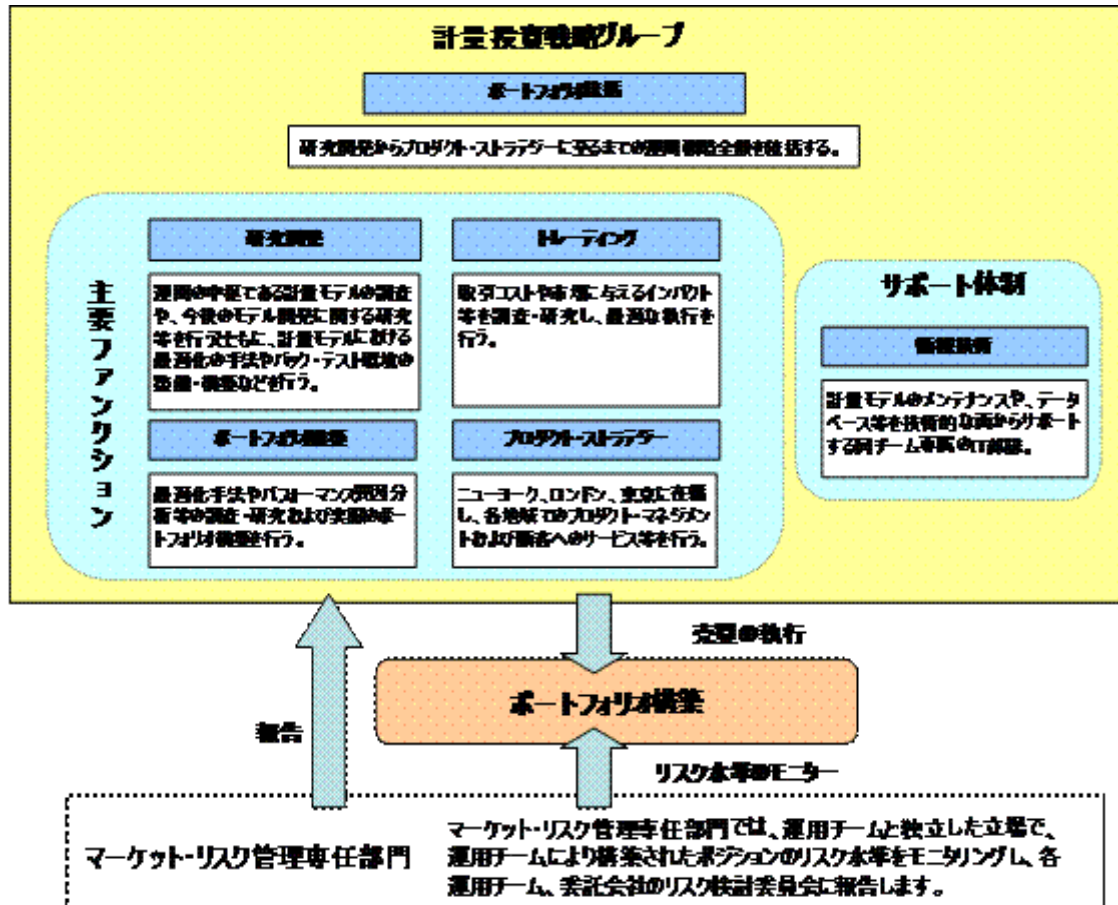 計量投資戦略グループ
ポートフォリオ統括
研究開発からプロダクト・ストラテジーに至るまでの運用機能全般を統括する。
主要ファンクション
研究調整
運用の中枢である計量モデルの調査
や、今後のモデル開発に関する研究
等を行うとともに、計量モデルにおける
最適化の手法やバック・テスト環境の
整備・構築などを行う。
トレーディング
取引コストや市場に与えるインパクト
等を調査・研究し、最適な執行を
行う。
ポートフォリオ構築
最適化手法やパフォーマンス要因分
析等の調査・研究および実際のポー
トフォリオ構築を行う。
プロダクト・ストラテジー
ニューヨーク、ロンドン、東京に在籍
し、各地域でのプロダクト・マネジメン
トおよび顧客へのサービス等を行う。
サポート体制
情報技術
計量モデルのメンテナンスや、データ
ベース等を技術的な面からサポート
する同チーム専属のIT部隊。
売買の執行
ポートフォリオ構築
報告
リスク水準のモニター
マーケット・リスク管理専任部門
マーケット・リスク管理専任部門では、運用チームと独立した立場で、
運用チームにより構築されたポジションのリスク水準をモニタリングし、各
運用チーム、委託会社のリスク検討委員会に報告します。